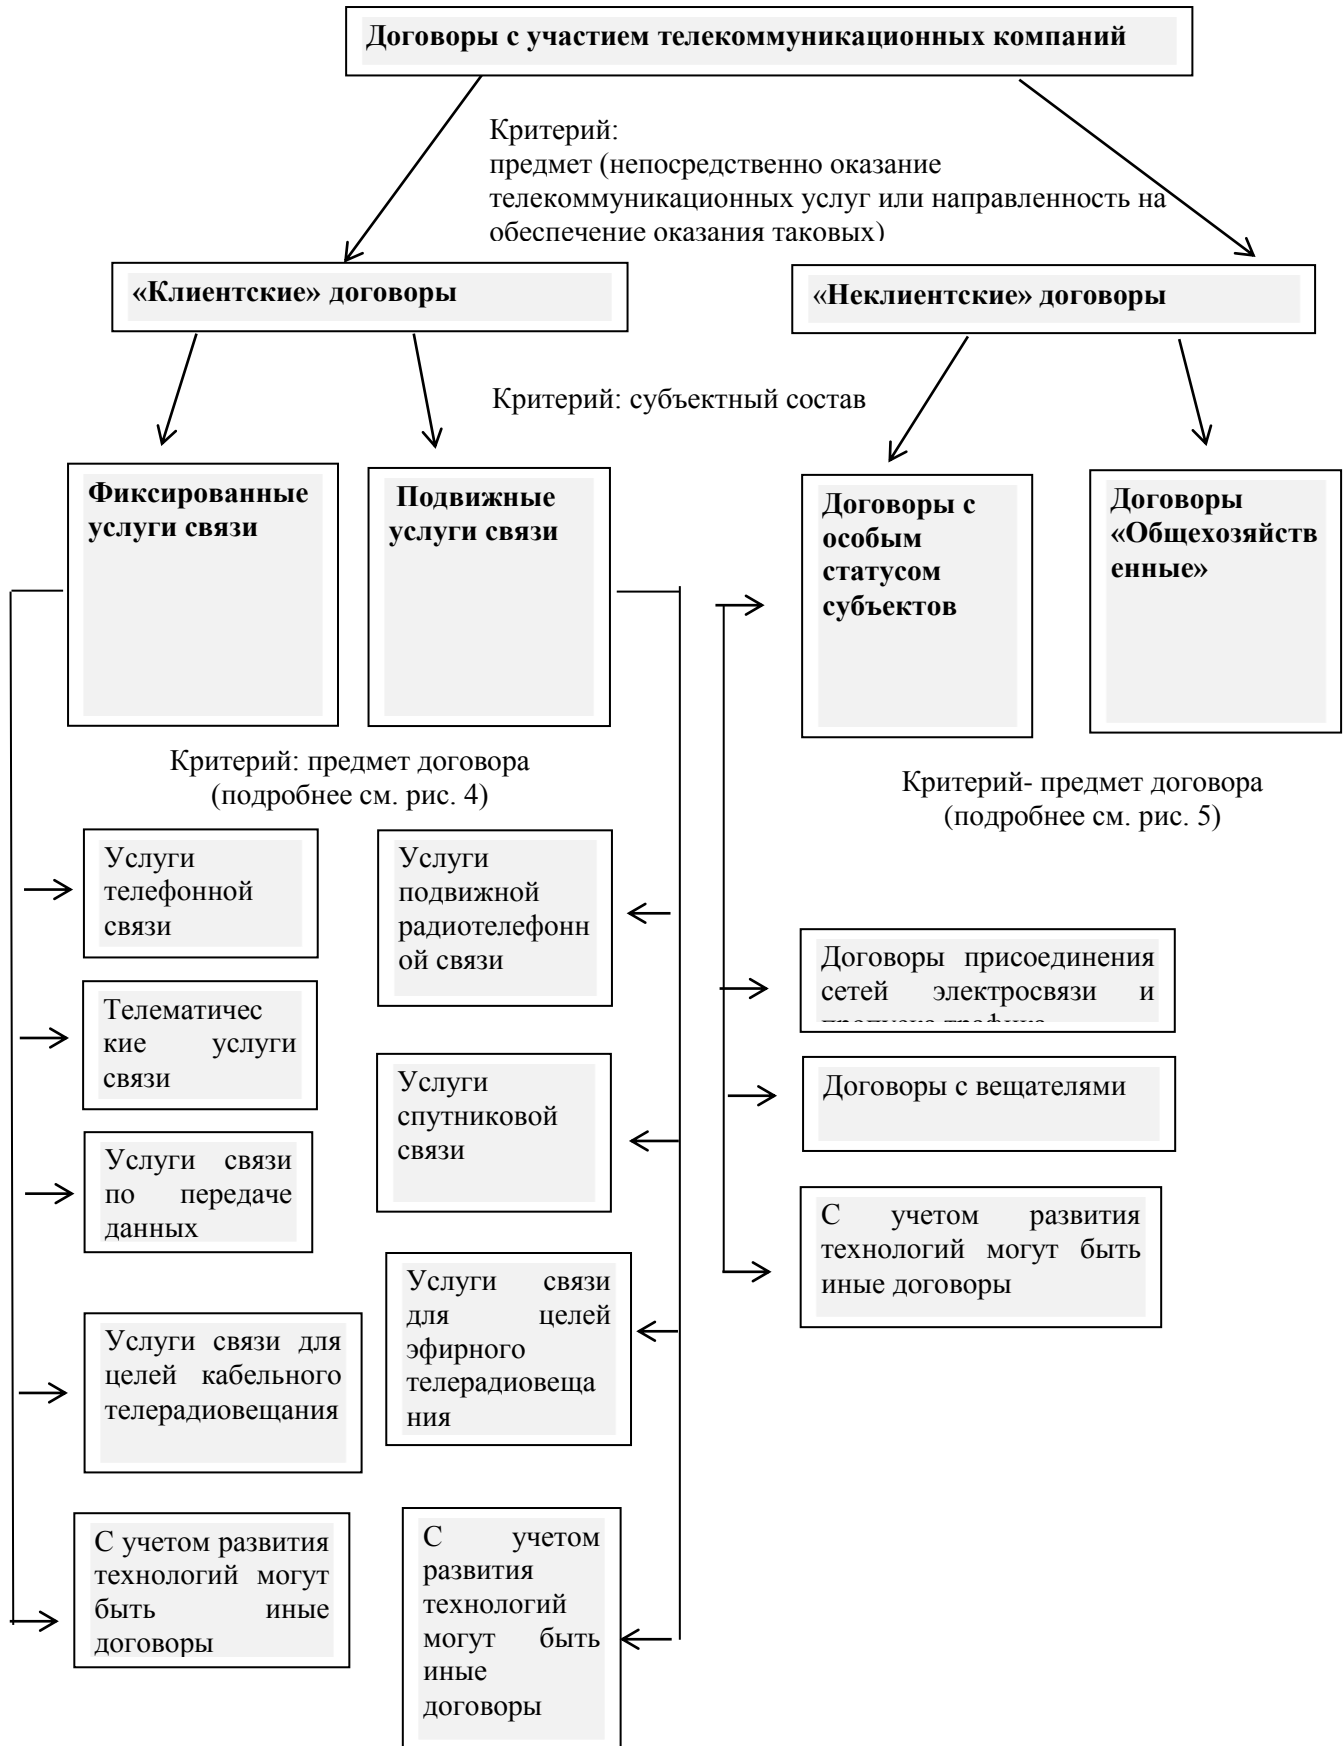 Договоры с участием телекоммуникационных компаний
Критерий:
предмет (непосредственно оказание
телекоммуникационных услуг или направленность на
обеспечение оказания таковых)
«Клиентские» договоры
«Неклиентские» договоры
Критерий: субъектный состав
Фиксированные
услуги связи
Подвижные
услуги связи
Договоры с
особым
статусом
субъектов
Договоры
«Общехозяйств
енные»
Критерий: предмет договора
(подробнее см. рис. 4)
Критерий- предмет договора
(подробнее см. рис. 5)
Услуги
телефонной
связи
Телематичес
кие услуги
связи
Услуги связи
по передаче
данных
Услуги связи для
целей кабельного
телерадиовещания
С учетом развития
технологий могут
быть иные
договоры
Услуги
подвижной
радиотелефонн
ой связи
Услуги
спутниковой
связи
Услуги связи
для целей
эфирного
телерадиовеща
ния
С учетом
развития
технологий
могут быть
иные
договоры
Договоры присоединения
сетей электросвязи и
Договоры с вещателями
С учетом развития
технологий могут быть
иные договоры